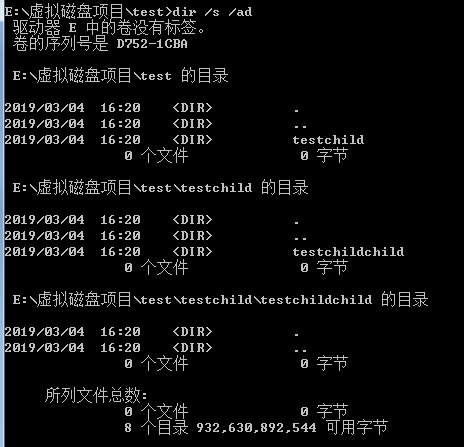 E:\虚拟磁盘项目\test>dir /s /ad
驱动器 E 中的卷没有标签。
卷的序列号是 D752-1CBA
E:\虚拟磁盘项目\test 的目录
2019/03/04  16:20    <DIR>          .
2019/03/04  16:20    <DIR>          ..
2019/03/04  16:20    <DIR>          testchild
0 个文件              0 字节
E:\虚拟磁盘项目\test\testchild 的目录
2019/03/04  16:20    <DIR>          .
2019/03/04  16:20    <DIR>          ..
2019/03/04  16:20    <DIR>          testchildchild
0 个文件              0 字节
E:\虚拟磁盘项目\test\testchild\testchildchild 的目录
2019/03/04  16:20    <DIR>          .
2019/03/04  16:20    <DIR>          ..
0 个文件              0 字节
所列文件总数:
0 个文件              0 字节
8 个目录 932,630,892,544 可用字节